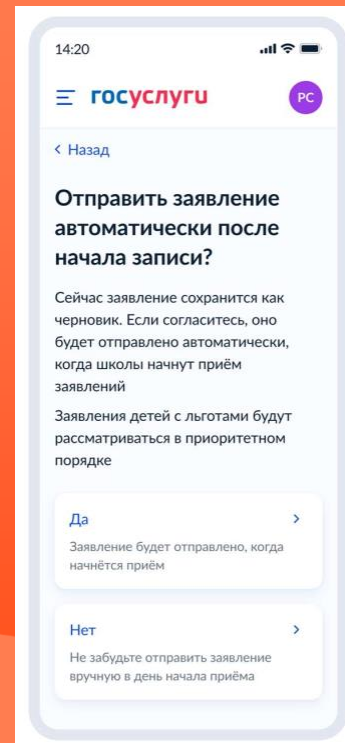 14:20
госуслуги
РС
Назад
Отправить заявление
автоматически после
начала записи?
Сейчас заявление сохранится как
черновик. Если согласитесь, оно
будет отправлено автоматически,
когда школы начнут приём
заявлений
Заявления детей с льготами будут
рассматриваться в приоритетном
порядке
Да
Заявление будет отправлено, когда
начнётся приём
Нет
Не забудьте отправить заявление
вручную в день начала приёма